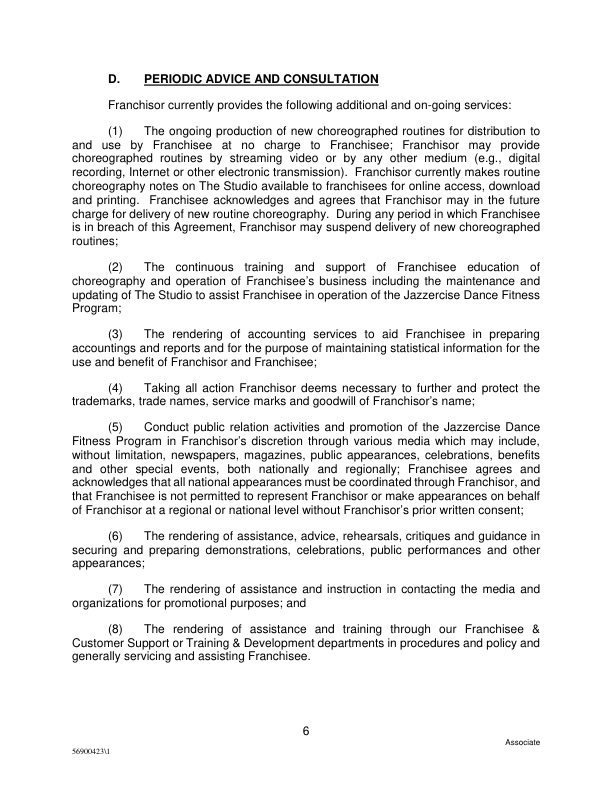 D. PERIODIC ADVICE AND CONSULTATION
Franchisor currently provides the following additional and on-going services:
(1) The ongoing production of new choreographed routines for distribution to
and use by Franchisee at no charge to Franchisee; Franchisor may provide
choreographed routines by streaming video or by any other medium (e.g., digital
recording, Internet or other electronic transmission). Franchisor currently makes routine
choreography notes on The Studio available to franchisees for online access, download
and printing. Franchisee acknowledges and agrees that Franchisor may in the future
charge for delivery of new routine choreography. During any period in which Franchisee
is in breach of this Agreement, Franchisor may suspend delivery of new choreographed
routines;
(2) The continuous training and support of Franchisee education of
choreography and operation of Franchisee's business including the maintenance and
updating of The Studio to assist Franchisee in operation of the Jazzercise Dance Fitness
Program;
(3) The rendering of accounting services to aid Franchisee in preparing
accountings and reports and for the purpose of maintaining statistical information for the
use and benefit of Franchisor and Franchisee;
(4) Taking all action Franchisor deems necessary to further and protect the
trademarks, trade names, service marks and goodwill of Franchisor's name;
(5) Conduct public relation activities and promotion of the Jazzercise Dance
Fitness Program in Franchisor's discretion through various media which may include,
without limitation, newspapers, magazines, public appearances, celebrations, benefits
and other special events, both nationally and regionally; Franchisee agrees and
acknowledges that all national appearances must be coordinated through Franchisor, and
that Franchisee is not permitted to represent Franchisor or make appearances on behalf
of Franchisor at a regional or national level without Franchisor's prior written consent;
(6) The rendering of assistance, advice, rehearsals, critiques and guidance in
securing and preparing demonstrations, celebrations, public performances and other
appearances;
(7) The rendering of assistance and instruction in contacting the media and
organizations for promotional purposes; and
(8) The rendering of assistance and training through our Franchisee &
Customer Support or Training & Development departments in procedures and policy and
generally servicing and assisting Franchisee.
6
Associate
56900423\1